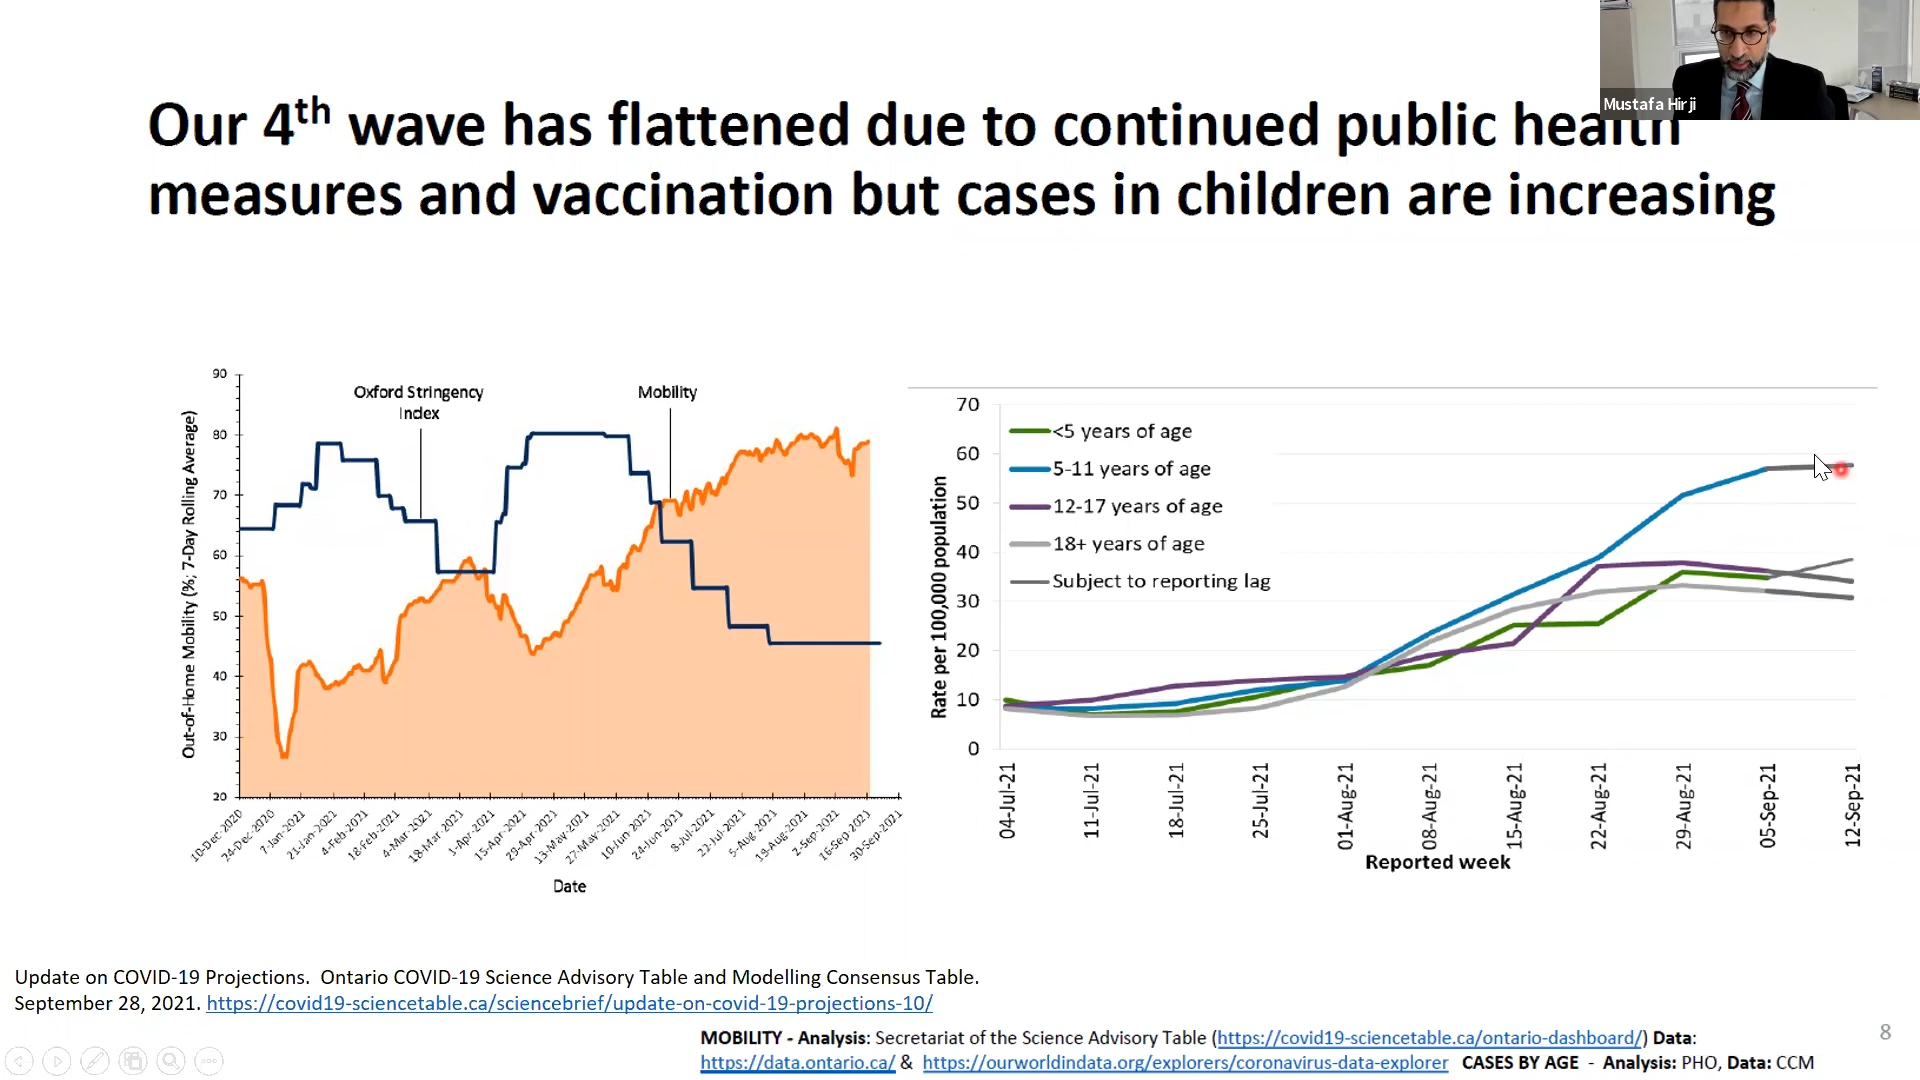 Mustafa Hirji
Our 4th wave has flattened due to continued public health
measures and vaccination but cases in children are increasing
Out-of-Home Mobility (%; 7-Day Rolling Average)
90
80
70
60
50
40
30
20
Oxford Stringency
Index
Mobility
10-Dec-2020
24-Dec-2020
7-Jan-2021
21-Jan-2021
4-Feb-2021
18-Feb-2021
4-Mar-2021
18-Mar-2021
1-Apr-2021
15-Apr-2021
29-Apr-2021
13-May-2021
27-May-2021
10-Jun-2021
24-Jun-2021
8-Jul-2021
22-Jul-2021
5-Aug-2021
19-Aug-2021
2-Sep-2021
16-Sep-2021
30-Sep-2021
Date
Rate per 100,000 population
70
60
50
40
30
20
10
0
<5 years of age
5-11 years of age
12-17 years of age
18+ years of age
Subject to reporting lag
04-Jul-21
11-Jul-21
18-Jul-21
25-Jul-21
01-Aug-21
08-Aug-21
15-Aug-21
22-Aug-21
29-Aug-21
05-Sep-21
12-Sep-21
Reported week
Update on COVID-19 Projections. Ontario COVID-19 Science Advisory Table and Modelling Consensus Table.
September 28, 2021. https://covid19-sciencetable.ca/sciencebrief/update-on-covid-19-projections-10/
MOBILITY - Analysis: Secretariat of the Science Advisory Table (https://covid19-sciencetable.ca/ontario-dashboard/) Data:
https://data.ontario.ca/ & https://ourworldindata.org/explorers/coronavirus-data-explorer CASES BY AGE - Analysis: PHO, Data: CCM
8